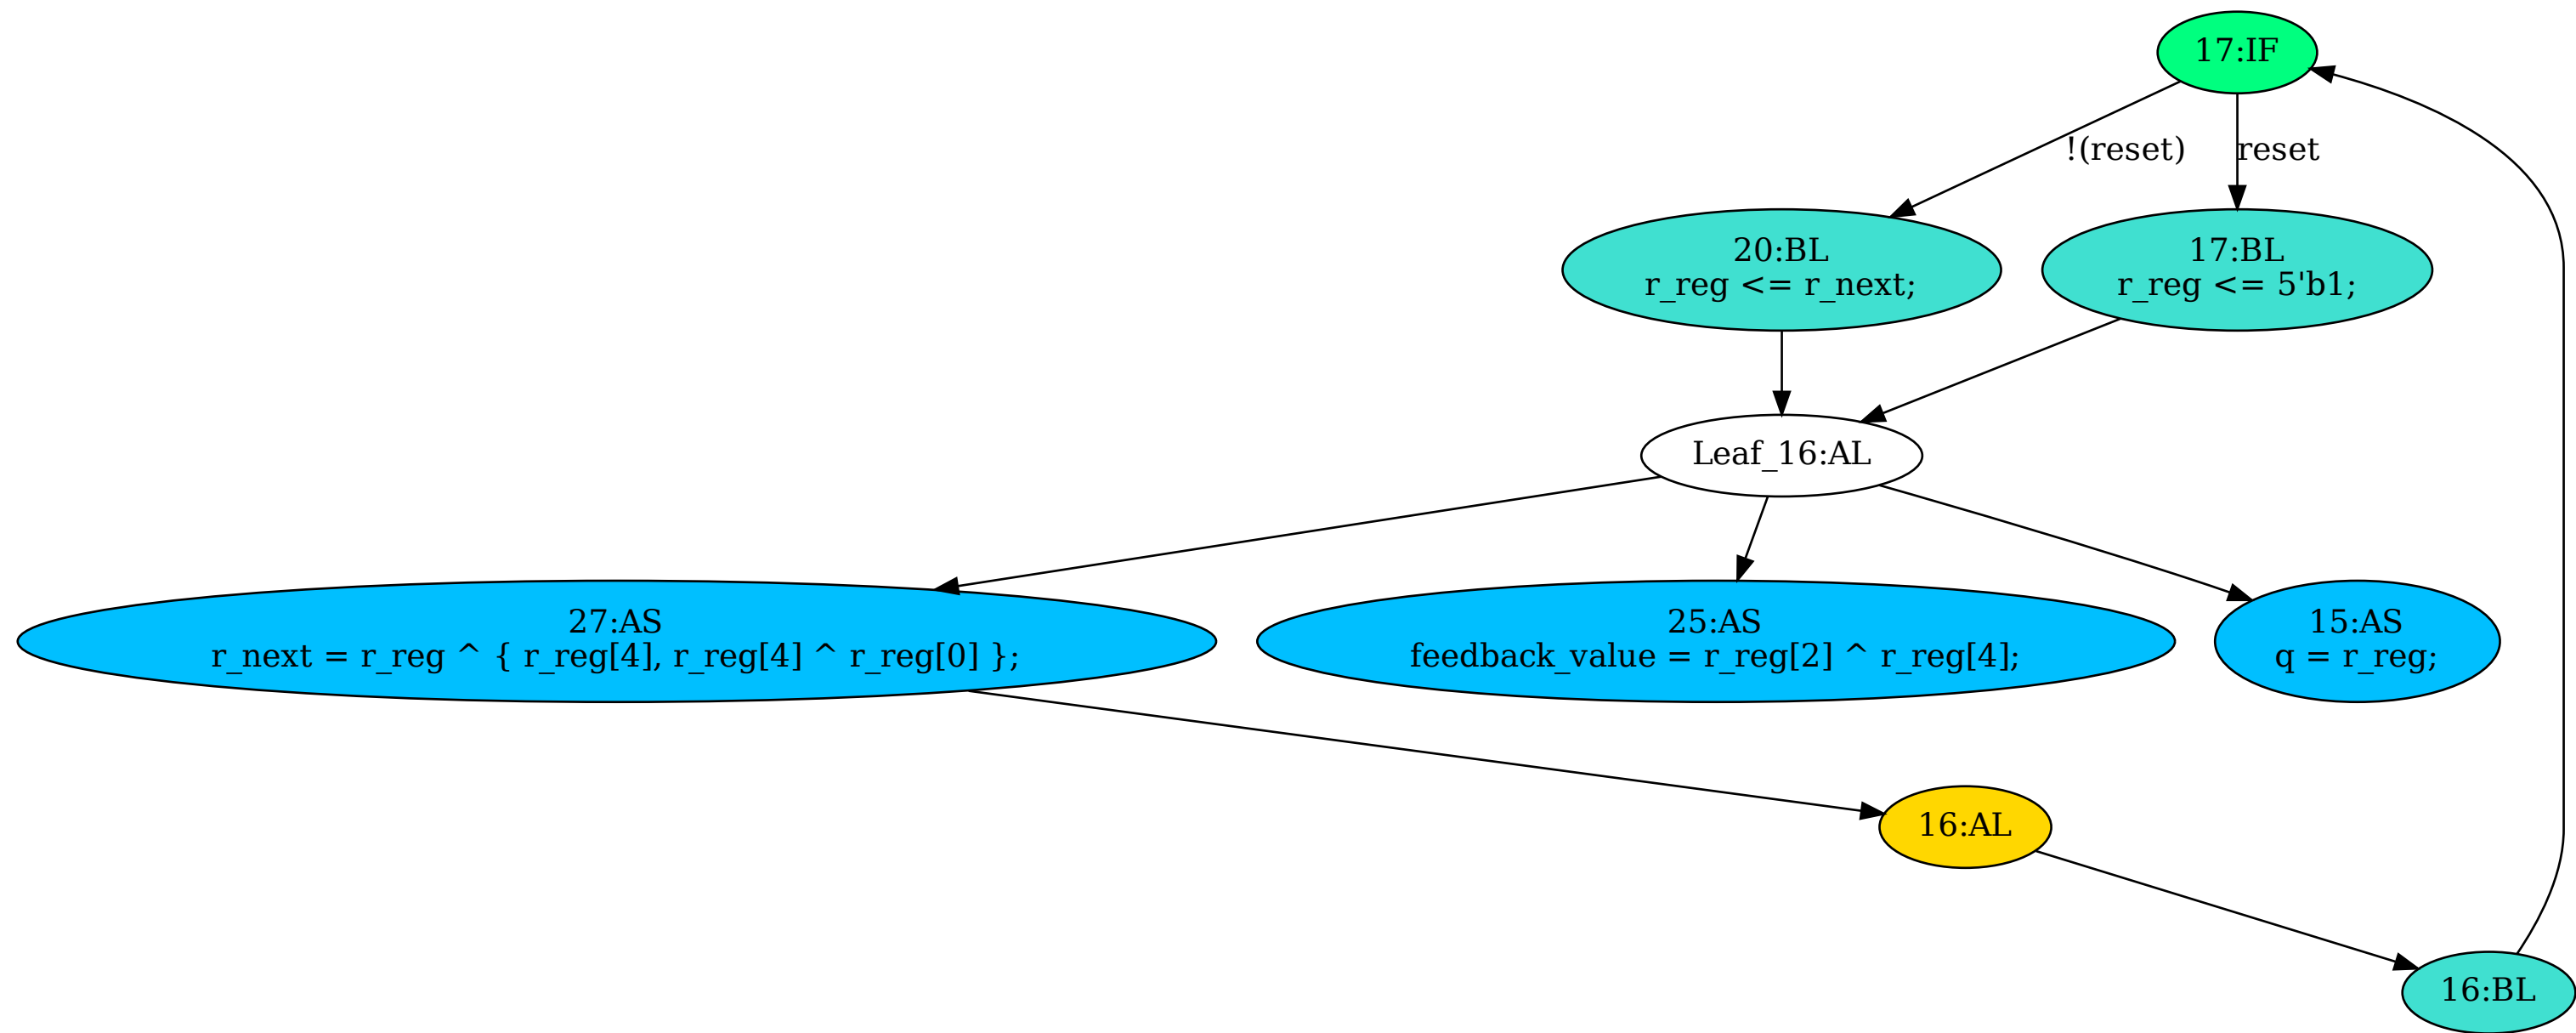 17:IF
!(reset)
reset
20:BL
r_reg <= r_next;
17:BL
r_reg <= 5'b1;
Leaf_16:AL
27:AS
r_next = r_reg ^ { r_reg[4], r_reg[4] ^ r_reg[0] };
25:AS
feedback_value = r_reg[2] ^ r_reg[4];
15:AS
q = r_reg;
16:AL
16:BL